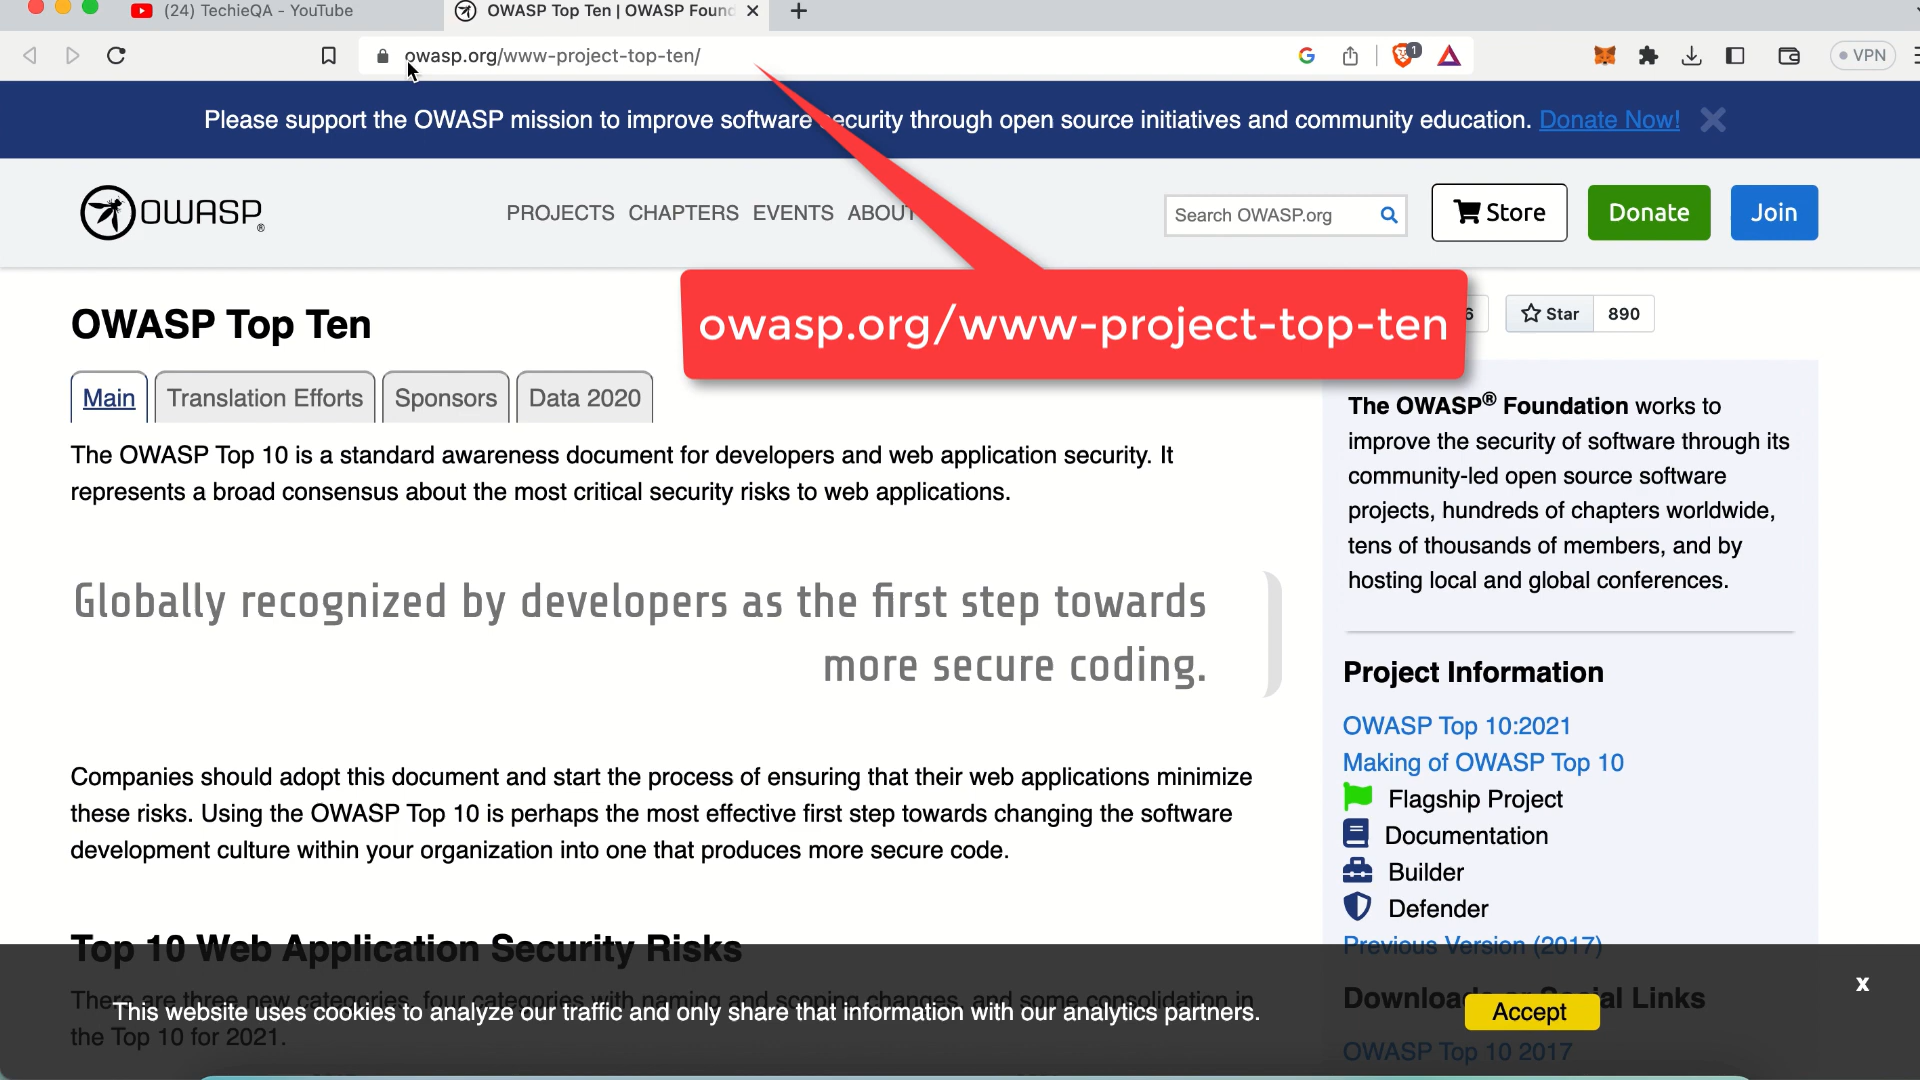 (24) TechieQA - YouTube
OWASP Top Ten | OWASP Found
owasp.org/www-project-top-ten/
1
VPN
Please support the OWASP mission to improve software security through open source initiatives and community education. Donate Now!
OWASP®
PROJECTS CHAPTERS EVENTS ABOUT
Search OWASP.org
Store
Donate
Join
OWASP Top Ten
owasp.org/www-project-top-ten
6
Star 890
Main
Translation Efforts
Sponsors
Data 2020
The OWASP Top 10 is a standard awareness document for developers and web application security. It
represents a broad consensus about the most critical security risks to web applications.
Globally recognized by developers as the first step towards
more secure coding.
Companies should adopt this document and start the process of ensuring that their web applications minimize
these risks. Using the OWASP Top 10 is perhaps the most effective first step towards changing the software
development culture within your organization into one that produces more secure code.
Top 10 Web Application Security Risks
There are three new categories, four categories with naming and scoping changes, and some consolidation in
the Top 10 for 2021.
The OWASP® Foundation works to
improve the security of software through its
community-led open source software
projects, hundreds of chapters worldwide,
tens of thousands of members, and by
hosting local and global conferences.
Project Information
OWASP Top 10:2021
Making of OWASP Top 10
Flagship Project
Documentation
Builder
Defender
Previous Version (2017)
Downloads or Social Links
OWASP Top 10 2017
This website uses cookies to analyze our traffic and only share that information with our analytics partners.
Accept
x